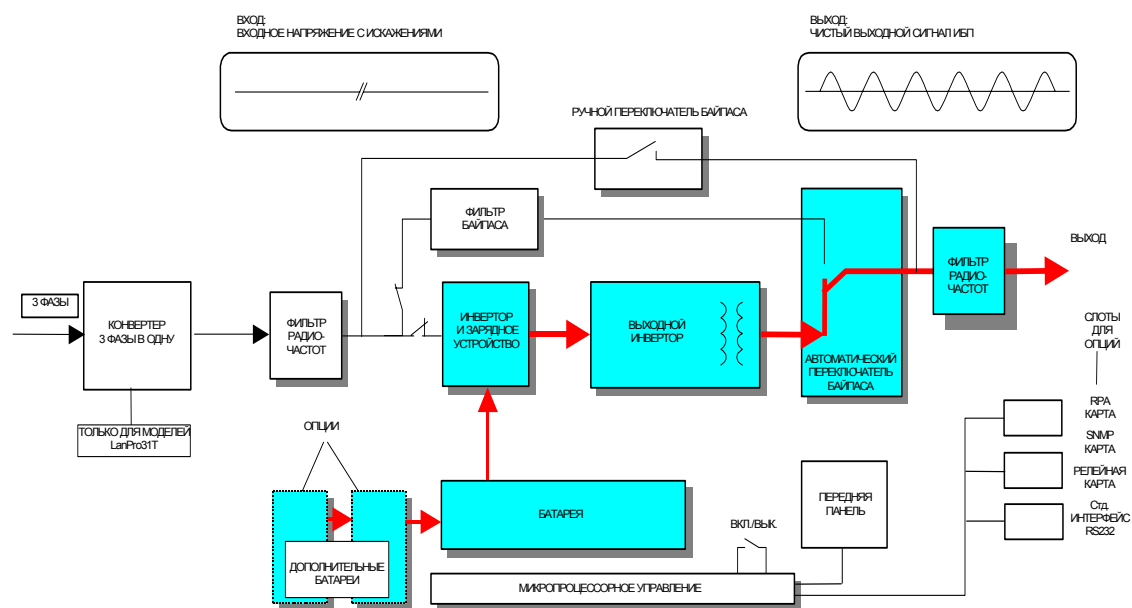 ВХОД:
ВХОДНОЕ НАПРЯЖЕНИЕ С ИСКАЖЕНИЯМИ
ВЫХОД:
ЧИСТЫЙ ВЫХОДНОЙ СИГНАЛ ИБП
РУЧНОЙ ПЕРЕКЛЮЧАТЕЛЬ БАЙПАСА
ФИЛЬТР
БАЙПАСА
ВЫХОД
3 ФАЗЫ
КОНВЕРТЕР
3 ФАЗЫ В ОДНУ
ФИЛЬТР
РАДИО-
ЧАСТОТ
ИНВЕРТОР
И ЗАРЯДНОЕ
УСТРОЙСТВО
ВЫХОДНОЙ
ИНВЕРТОР
АВТОМАТИЧЕСКИЙ
ПЕРЕКЛЮЧАТЕЛЬ
БАЙПАСА
ФИЛЬТР
РАДИО-
ЧАСТОТ
СЛОТЫ
ДЛЯ
ОПЦИЙ
ТОЛЬКО ДЛЯ МОДЕЛЕЙ
LanPro31T
ОПЦИИ
RPA
КАРТА
SNMP
КАРТА
РЕЛЕЙНАЯ
КАРТА
Стд.
ИНТЕРФЕЙС
RS232
БАТАРЕЯ
ПЕРЕДНЯЯ
ПАНЕЛЬ
ВКЛ./ВЫК.
ДОПОЛНИТЕЛЬНЫЕ
БАТАРЕИ
МИКРОПРОЦЕССОРНОЕ УПРАВЛЕНИЕ